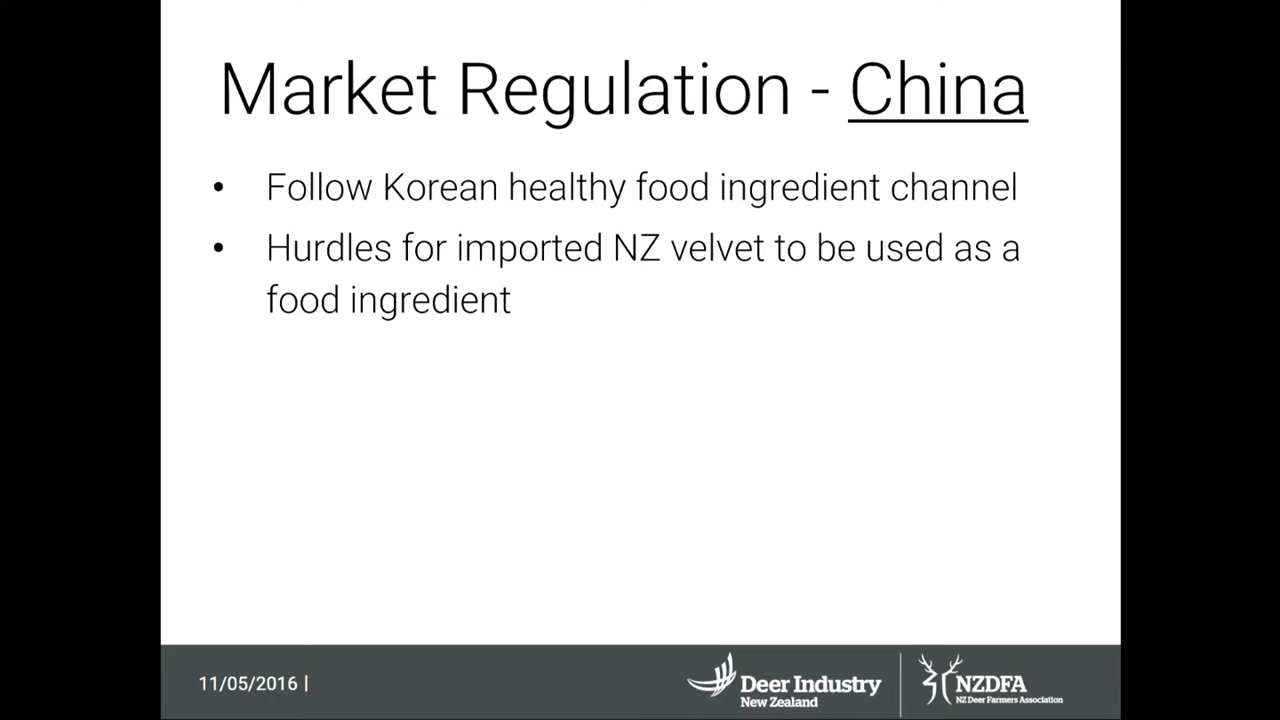 Market Regulation - China
• Follow Korean healthy food ingredient channel
• Hurdles for imported NZ velvet to be used as a
food ingredient
11/05/2016 |
Deer Industry
New Zealand
NZDFA
NZ Deer Farmers Association